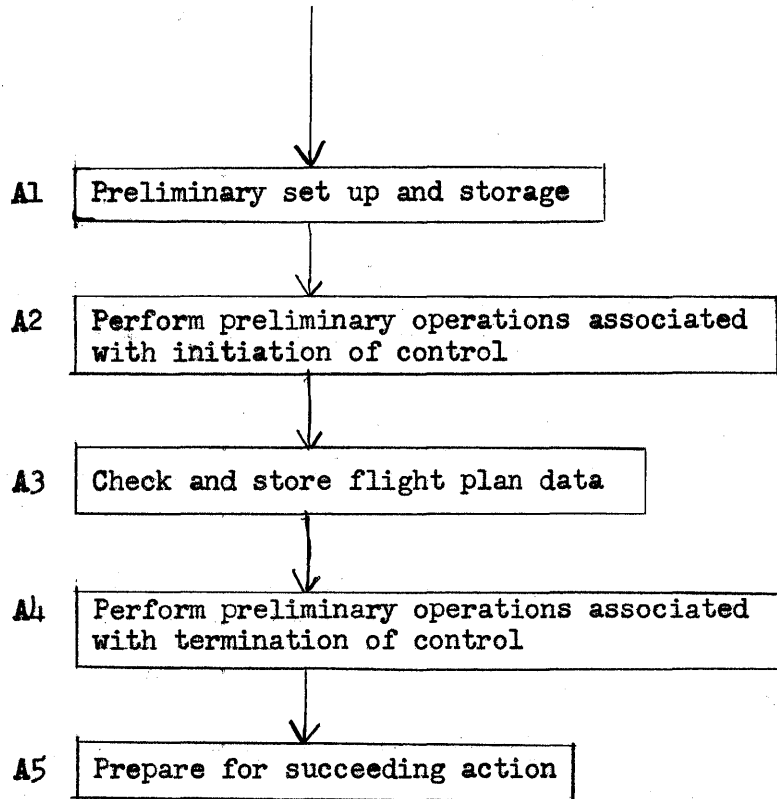 A1 Preliminary set up and storage
A2 Perform preliminary operations associated
with initiation of control
A3 Check and store flight plan data
A4 Perform preliminary operations associated
with termination of control
A5 Prepare for succeeding action